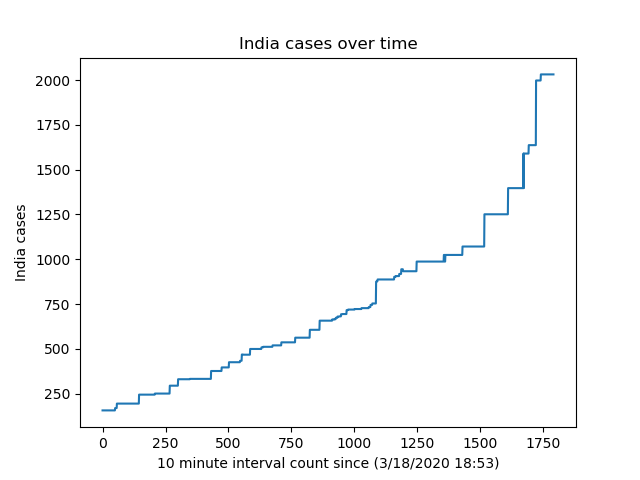 India cases over time
2000
1750
1500
1250
1000
750
500
250
India cases
0 250 500 750 1000 1250 1500 1750
10 minute interval count since (3/18/2020 18:53)